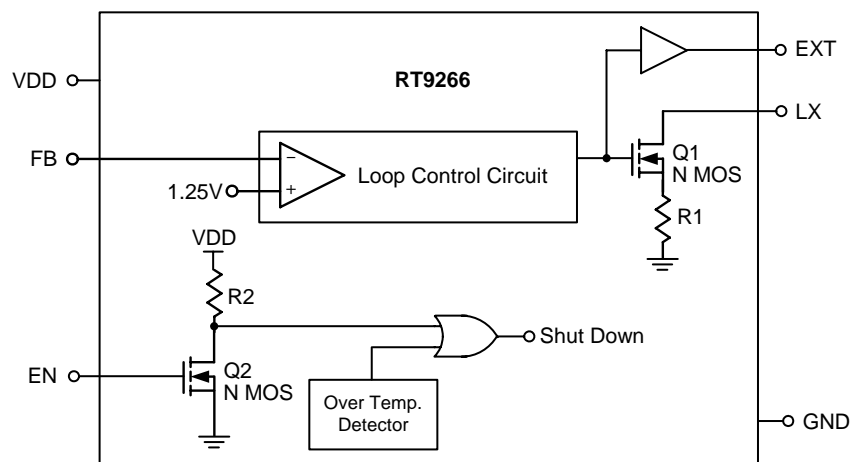 EXT
VDD
RT9266
LX
FB
−
Q1
Loop Control Circuit
N MOS
1.25V
+
R1
VDD
R2
Shut Down
EN
Q2
N MOS
Over Temp.
Detector
GND